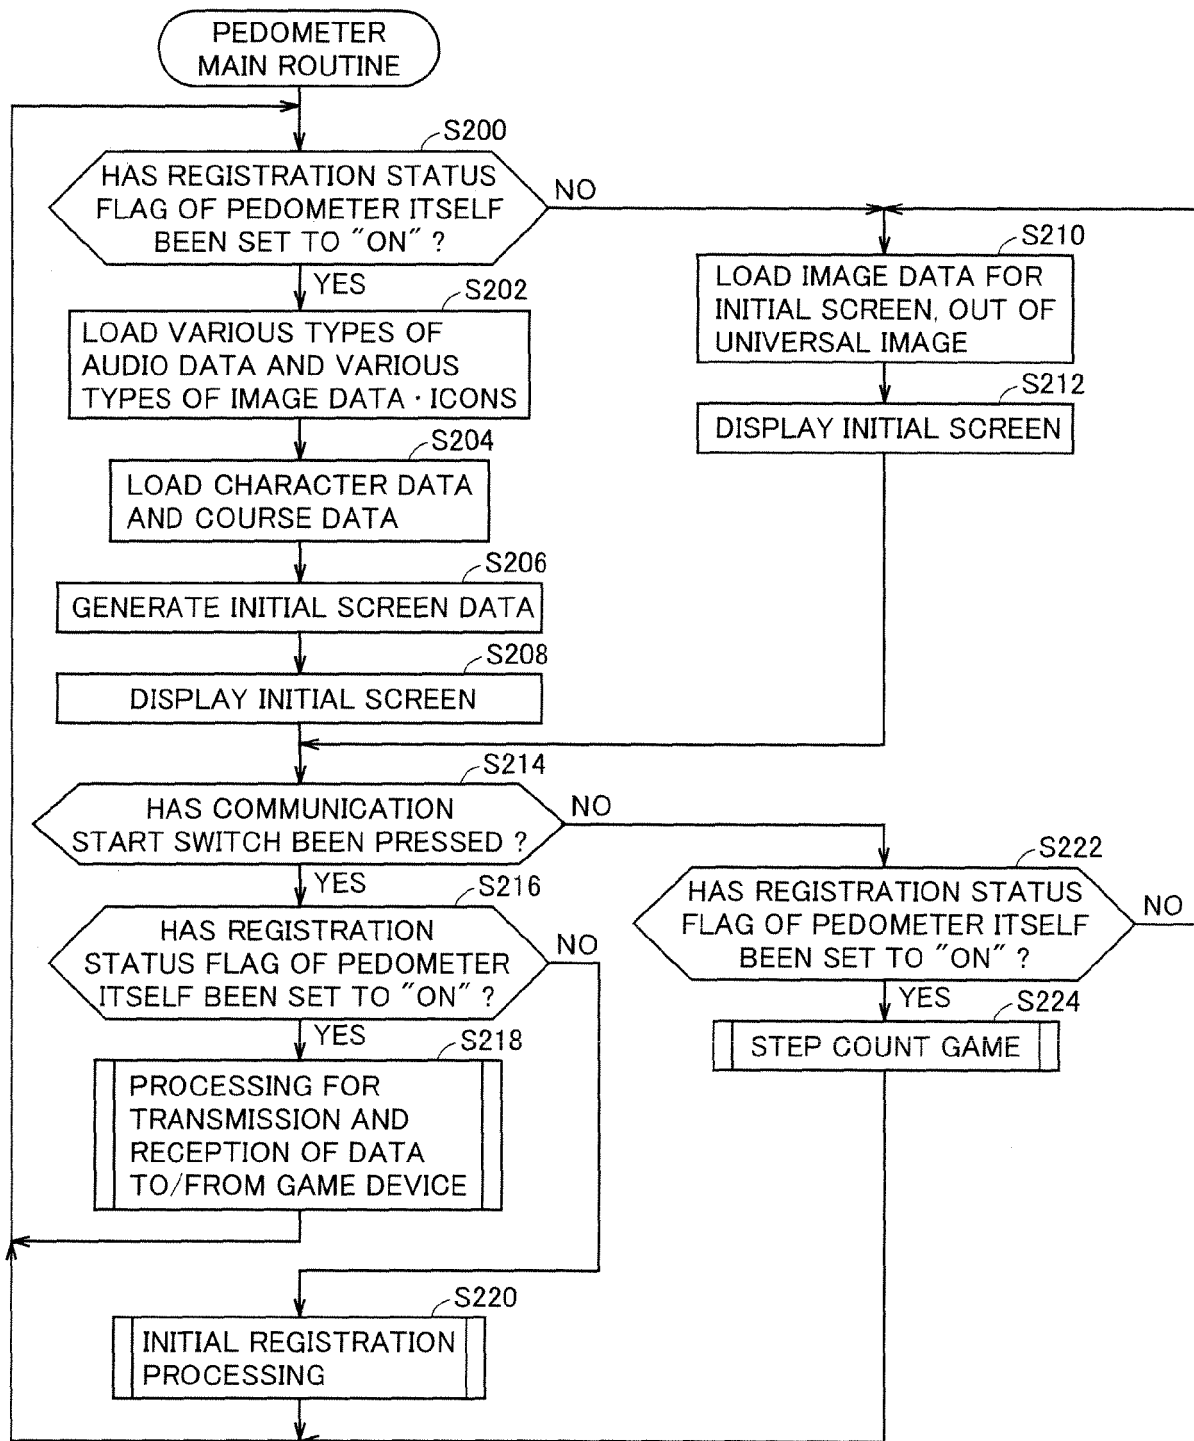 PEDOMETER
MAIN ROUTINE
S200
HAS REGISTRATION STATUS
FLAG OF PEDOMETER ITSELF
BEEN SET TO ″ON″ ?
NO
YES
S202
LOAD VARIOUS TYPES OF
AUDIO DATA AND VARIOUS
TYPES OF IMAGE DATA · ICONS
S204
LOAD CHARACTER DATA
AND COURSE DATA
S206
GENERATE INITIAL SCREEN DATA
S208
DISPLAY INITIAL SCREEN
S210
LOAD IMAGE DATA FOR
INITIAL SCREEN, OUT OF
UNIVERSAL IMAGE
S212
DISPLAY INITIAL SCREEN
S214
HAS COMMUNICATION
START SWITCH BEEN PRESSED ?
NO
YES
S216
HAS REGISTRATION
STATUS FLAG OF PEDOMETER
ITSELF BEEN SET TO ″ON″ ?
NO
YES
S218
PROCESSING FOR
TRANSMISSION AND
RECEPTION OF DATA
TO/FROM GAME DEVICE
S220
INITIAL REGISTRATION
PROCESSING
S222
HAS REGISTRATION STATUS
FLAG OF PEDOMETER ITSELF
BEEN SET TO ″ON″ ?
NO
YES
S224
STEP COUNT GAME